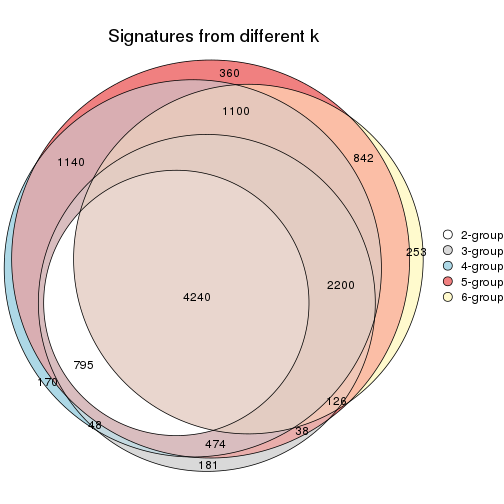 Signatures from different k
360
1100
1140
842
253
2-group
3-group
4-group
5-group
6-group
2200
4240
795
170
126
48
38
474
181